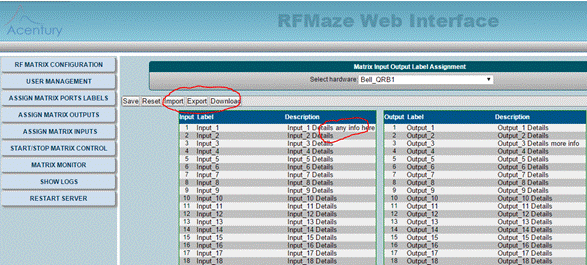 Acentury
RFMaze Web Interface
RF MATRIX CONFIGURATION
USER MANAGEMENT
ASSIGN MATRIX PORTS LABELS
ASSIGN MATRIX OUTPUTS
ASSIGN MATRIX INPUTS
START/STOP MATRIX CONTROL
MATRIX MONITOR
SHOW LOGS
RESTART SERVER
Matrix Input Output Label Assignment
Select hardware: Bell_QRB1
Save Reset Import Export Download
Input Label Description
1 Input_1 Input_1 Details any info here
2 Input_2 Input_2 Details
3 Input_3 Input_3 Details
4 Input_4 Input_4 Details
5 Input_5 Input_5 Details
6 Input_6 Input_6 Details
7 Input_7 Input_7 Details
8 Input_8 Input_8 Details
9 Input_9 Input_9 Details
10 Input_10 Input_10 Details
11 Input_11 Input_11 Details
12 Input_12 Input_12 Details
13 Input_13 Input_13 Details
14 Input_14 Input_14 Details
15 Input_15 Input_15 Details
16 Input_16 Input_16 Details
17 Input_17 Input_17 Details
18 Input_18 Input_18 Details
Output Label Description
1 Output_1 Output_1 Details
2 Output_2 Output_2 Details
3 Output_3 Output_3 Details more info
4 Output_4 Output_4 Details
5 Output_5 Output_5 Details
6 Output_6 Output_6 Details
7 Output_7 Output_7 Details
8 Output_8 Output_8 Details
9 Output_9 Output_9 Details
10 Output_10 Output_10 Details
11 Output_11 Output_11 Details
12 Output_12 Output_12 Details
13 Output_13 Output_13 Details
14 Output_14 Output_14 Details
15 Output_15 Output_15 Details
16 Output_16 Output_16 Details
17 Output_17 Output_17 Details
18 Output_18 Output_18 Details